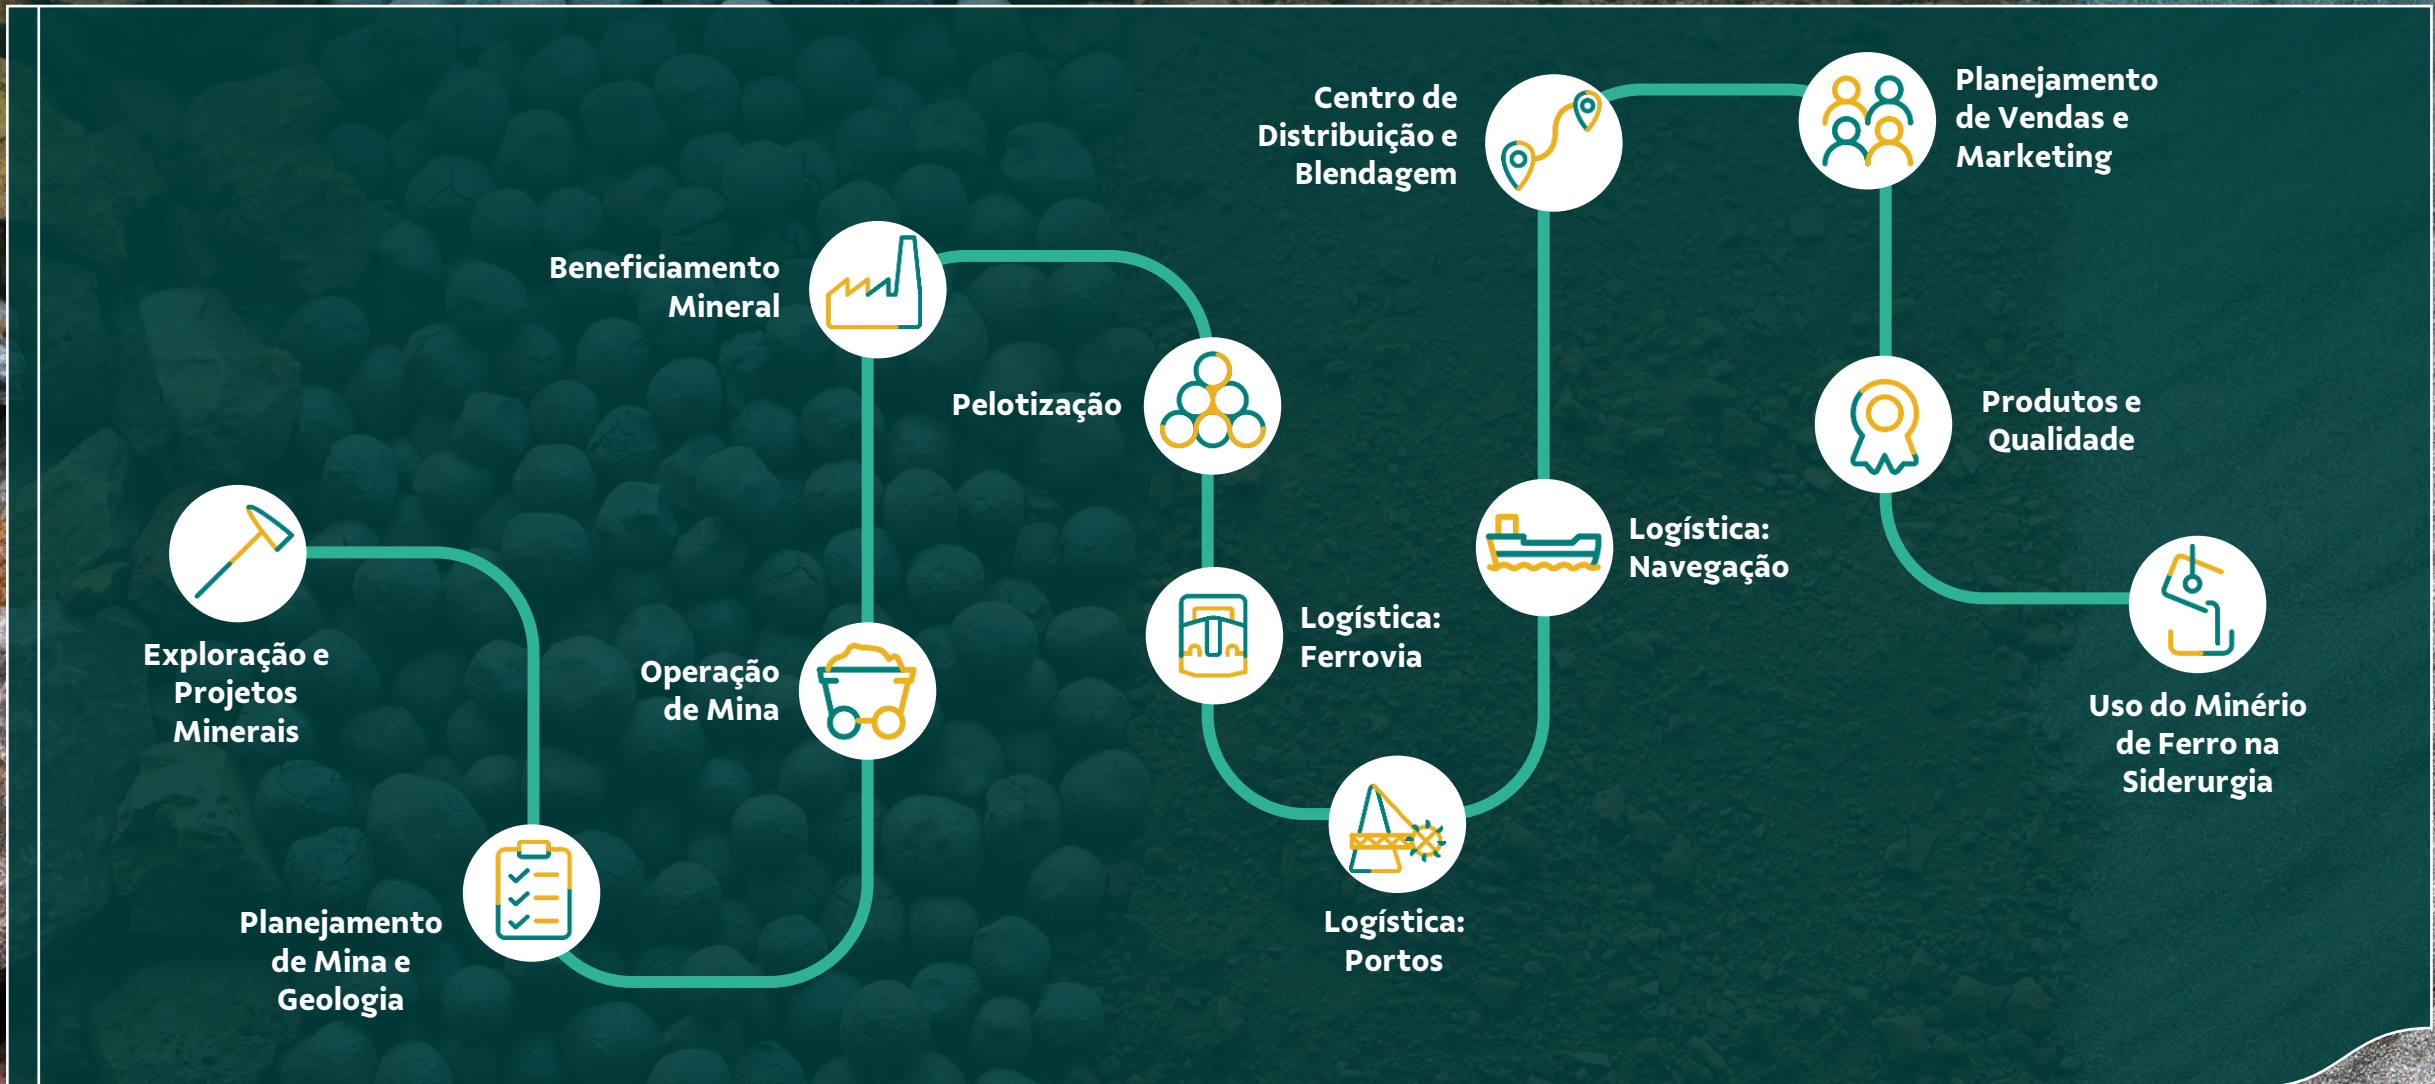 Exploração e
Projetos
Minerais
Planejamento
de Mina e
Geologia
Operação
de Mina
Beneficiamento
Mineral
Pelotização
Logística:
Ferrovia
Logística:
Portos
Logística:
Navegação
Centro de
Distribuição e
Blendagem
Planejamento
de Vendas e
Marketing
Produtos e
Qualidade
Uso do Minério
de Ferro na
Siderurgia